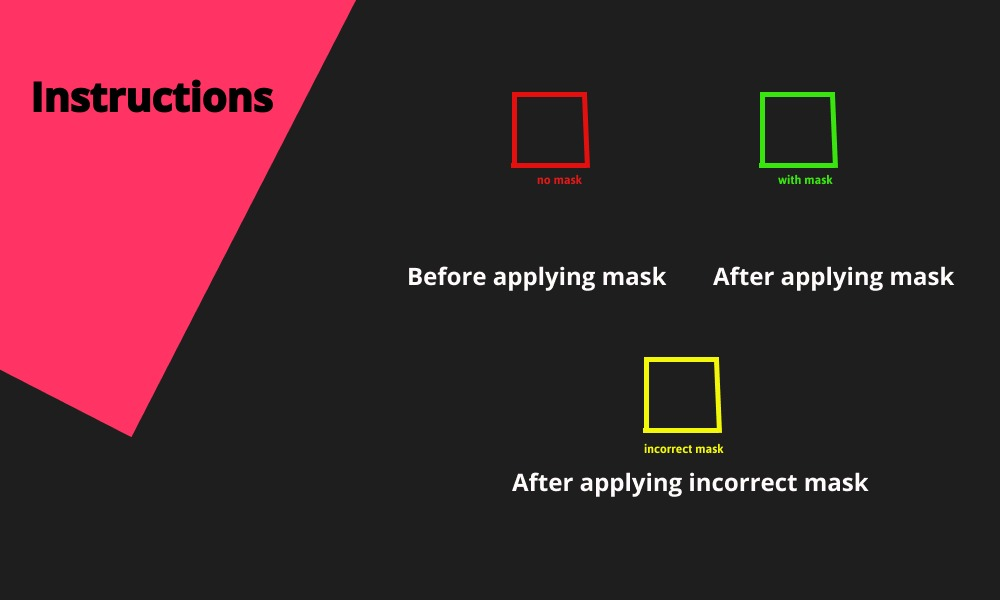 Instructions
no mask
with mask
Before applying mask
After applying mask
incorrect mask
After applying incorrect mask